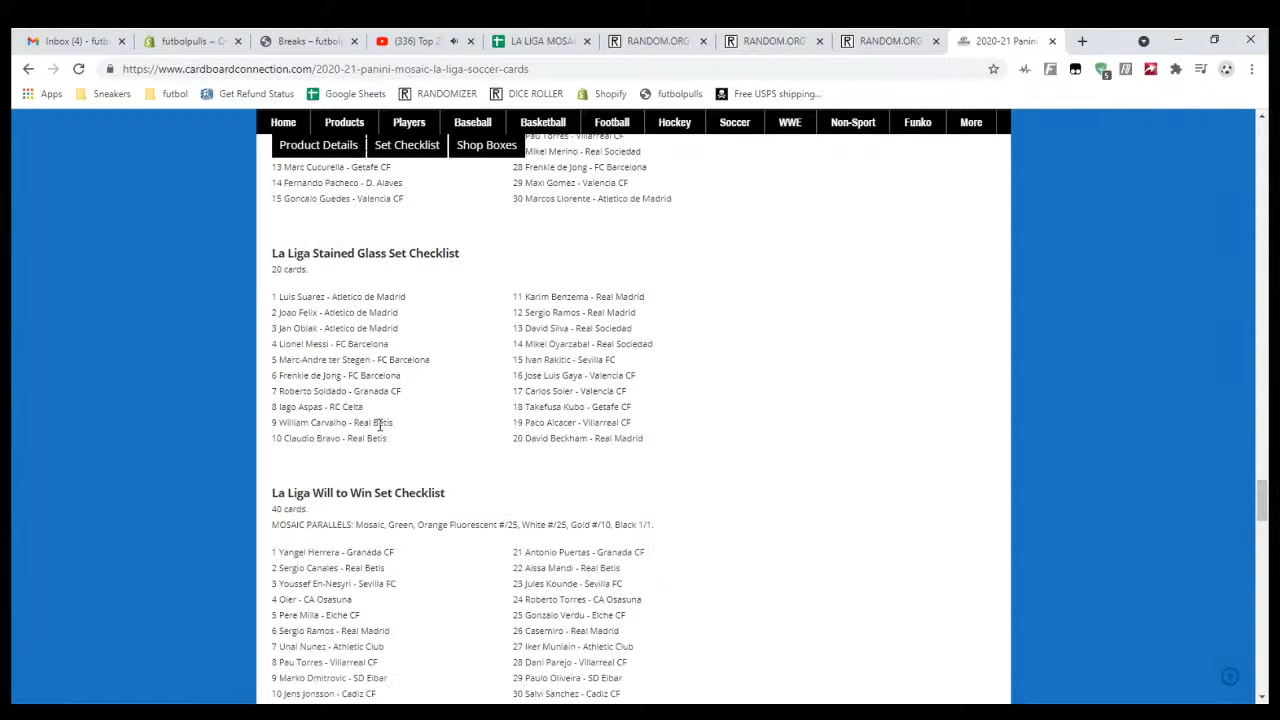 Inbox (4) - futb
futbolpulls ~ O
Breaks – futbol
(336) Top 2
LA LIGA MOSA
RANDOM.ORG
RANDOM.ORG
RANDOM.ORG
2020-21 Panini
https://www.cardboardconnection.com/2020-21-panini-mosaic-la-liga-soccer-cards
Apps
Sneakers
futbol
Get Refund Status
Google Sheets
RANDOMIZER
DICE ROLLER
Shopify
futbolpulls
Free USPS shipping...
Home
Products
Players
Baseball
Basketball
Football
Hockey
Soccer
WWE
Non-Sport
Funko
More
Product Details
Set Checklist
Shop Boxes
13 Marc Cucurella - Getafe CF
14 Fernando Pacheco - D. Alaves
15 Goncalo Guedes - Valencia CF
Pau Torres - Villarreal CF
Mikel Merino - Real Sociedad
28 Frenkie de Jong - FC Barcelona
29 Maxi Gomez - Valencia CF
30 Marcos Llorente - Atletico de Madrid
La Liga Stained Glass Set Checklist
20 cards.
1 Luis Suarez - Atletico de Madrid
2 Joao Felix - Atletico de Madrid
3 Jan Oblak - Atletico de Madrid
4 Lionel Messi - FC Barcelona
5 Marc-Andre ter Stegen - FC Barcelona
6 Frenkie de Jong - FC Barcelona
7 Roberto Soldado - Granada CF
8 Iago Aspas - RC Celta
9 William Carvalho - Real Betis
10 Claudio Bravo - Real Betis
11 Karim Benzema - Real Madrid
12 Sergio Ramos - Real Madrid
13 David Silva - Real Sociedad
14 Mikel Oyarzabal - Real Sociedad
15 Ivan Rakitic - Sevilla FC
16 Jose Luis Gaya - Valencia CF
17 Carlos Soler - Valencia CF
18 Takefusa Kubo - Getafe CF
19 Paco Alcacer - Villarreal CF
20 David Beckham - Real Madrid
La Liga Will to Win Set Checklist
40 cards.
MOSAIC PARALLELS: Mosaic, Green, Orange Fluorescent #/25, White #/25, Gold #/10, Black 1/1.
1 Yangel Herrera - Granada CF
2 Sergio Canales - Real Betis
3 Youssef En-Nesyri - Sevilla FC
4 Oier - CA Osasuna
5 Pere Milla - Elche CF
6 Sergio Ramos - Real Madrid
7 Unai Nunez - Athletic Club
8 Pau Torres - Villarreal CF
9 Marko Dmitrovic - SD Eibar
10 Jens Jonsson - Cadiz CF
21 Antonio Puertas - Granada CF
22 Aissa Mandi - Real Betis
23 Jules Kounde - Sevilla FC
24 Roberto Torres - CA Osasuna
25 Gonzalo Verdu - Elche CF
26 Casemiro - Real Madrid
27 Iker Muniain - Athletic Club
28 Dani Parejo - Villarreal CF
29 Paulo Oliveira - SD Eibar
30 Salvi Sanchez - Cadiz CF